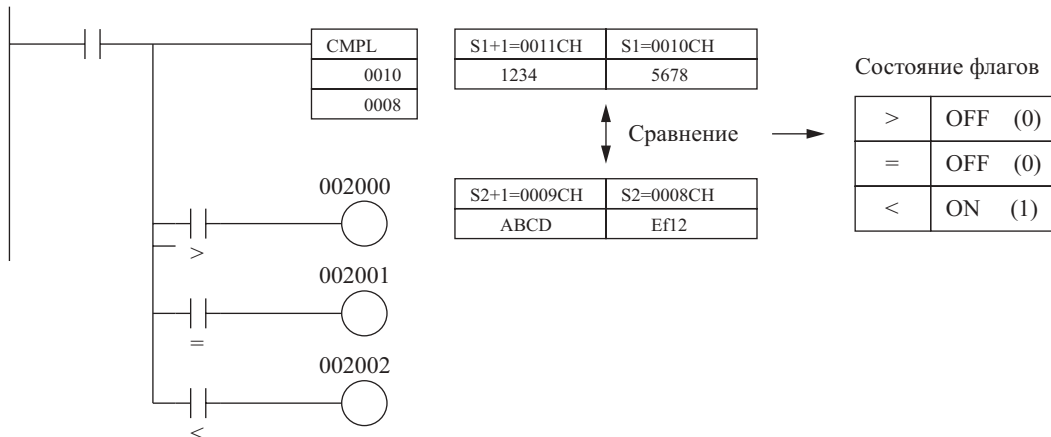 CMPL
0010
0008
S1+1=0011CH S1=0010CH
1234 5678
Сравнение
S2+1=0009CH S2=0008CH
ABCD Ef12
Состояние флагов
> OFF (0)
= OFF (0)
< ON (1)
002000
>
002001
=
002002
<